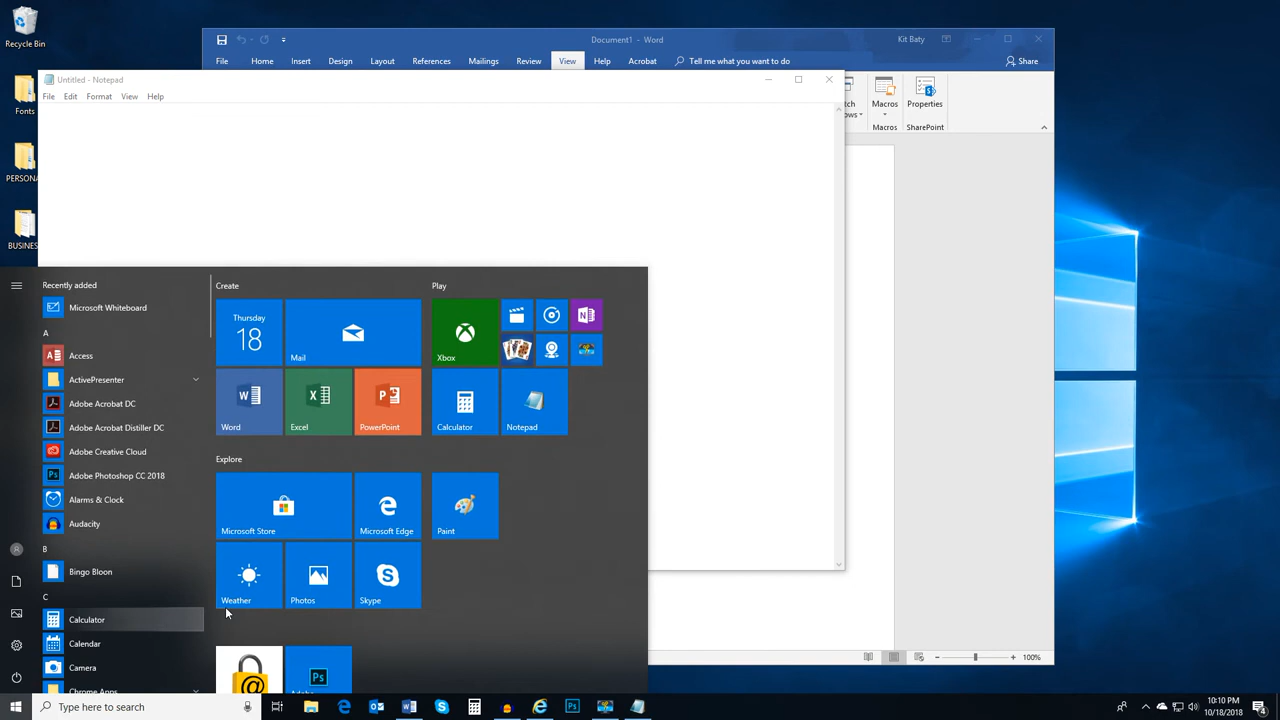 Recycle Bin
Fonts
PERSONA
BUSINES
Document1 - Word
Kit Baty
File Home Insert Design Layout References Mailings Review View Help Acrobat Tell me what you want to do Share
Macros
Properties
Macros
SharePoint
100%
Untitled - Notepad
File Edit Format View Help
Recently added
Microsoft Whiteboard
A
Access
ActivePresenter
Adobe Acrobat DC
Adobe Acrobat Distiller DC
Adobe Creative Cloud
Adobe Photoshop CC 2018
Alarms & Clock
Audacity
B
Bingo Bloon
C
Calculator
Calendar
Camera
Chrome Apps
Create
Thursday
18
Mail
Word
Excel
PowerPoint
Explore
Microsoft Store
Microsoft Edge
Weather
Photos
Skype
Play
Xbox
Calculator
Notepad
Paint
Type here to search
10:10 PM
10/18/2018